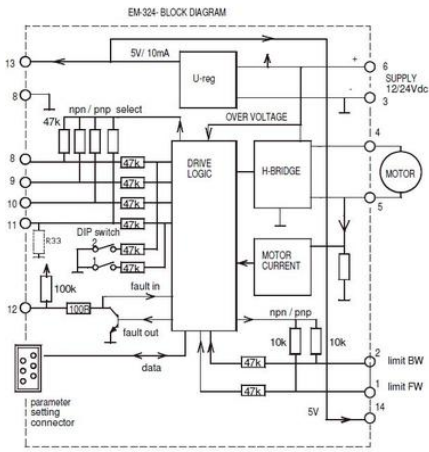 EM-324- BLOCK DIAGRAM
5V/ 10mA
13
U-reg
+
6
SUPPLY
12/24Vdc
-
3
8
npn / pnp select
47k
OVER VOLTAGE
4
DRIVE
LOGIC
H-BRIDGE
MOTOR
8
47k
9
47k
10
47k
5
11
47k
R33
DIP switch
2
47k
1
47k
MOTOR
CURRENT
100k
fault in
12
100R
fault out
npn / pnp
10k
10k
data
2
47k
limit BW
1
47k
limit FW
parameter
setting
connector
5V
14